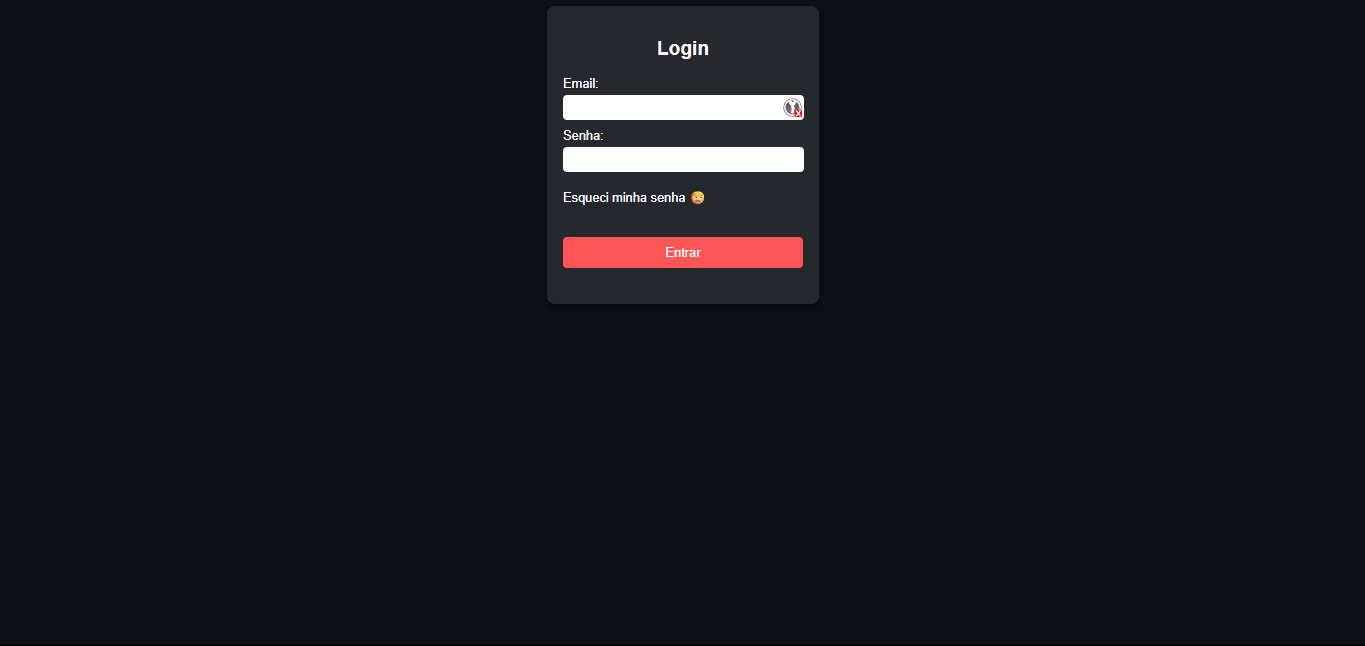 Login
Email:
Senha:
Esqueci minha senha 😳
Entrar